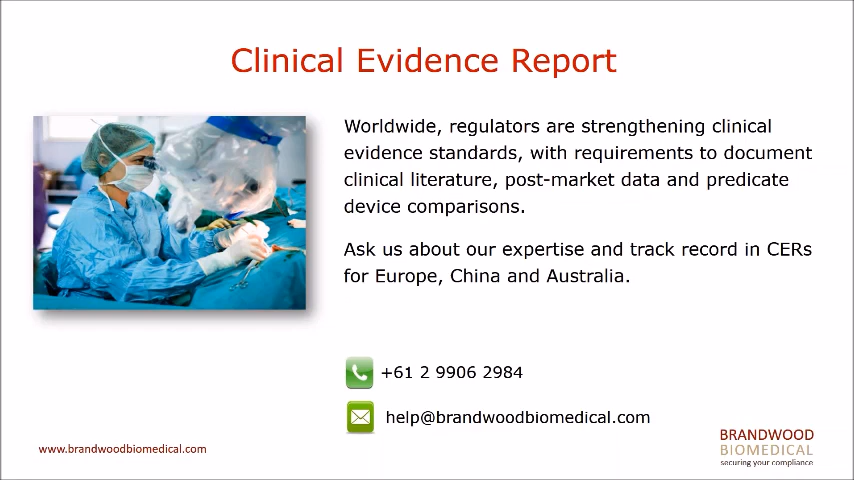 Clinical Evidence Report
Worldwide, regulators are strengthening clinical
evidence standards, with requirements to document
clinical literature, post-market data and predicate
device comparisons.
Ask us about our expertise and track record in CERs
for Europe, China and Australia.
+61 2 9906 2984
help@brandwoodbiomedical.com
www.brandwoodbiomedical.com
BRANDWOOD
BIOMEDICAL
securing your compliance